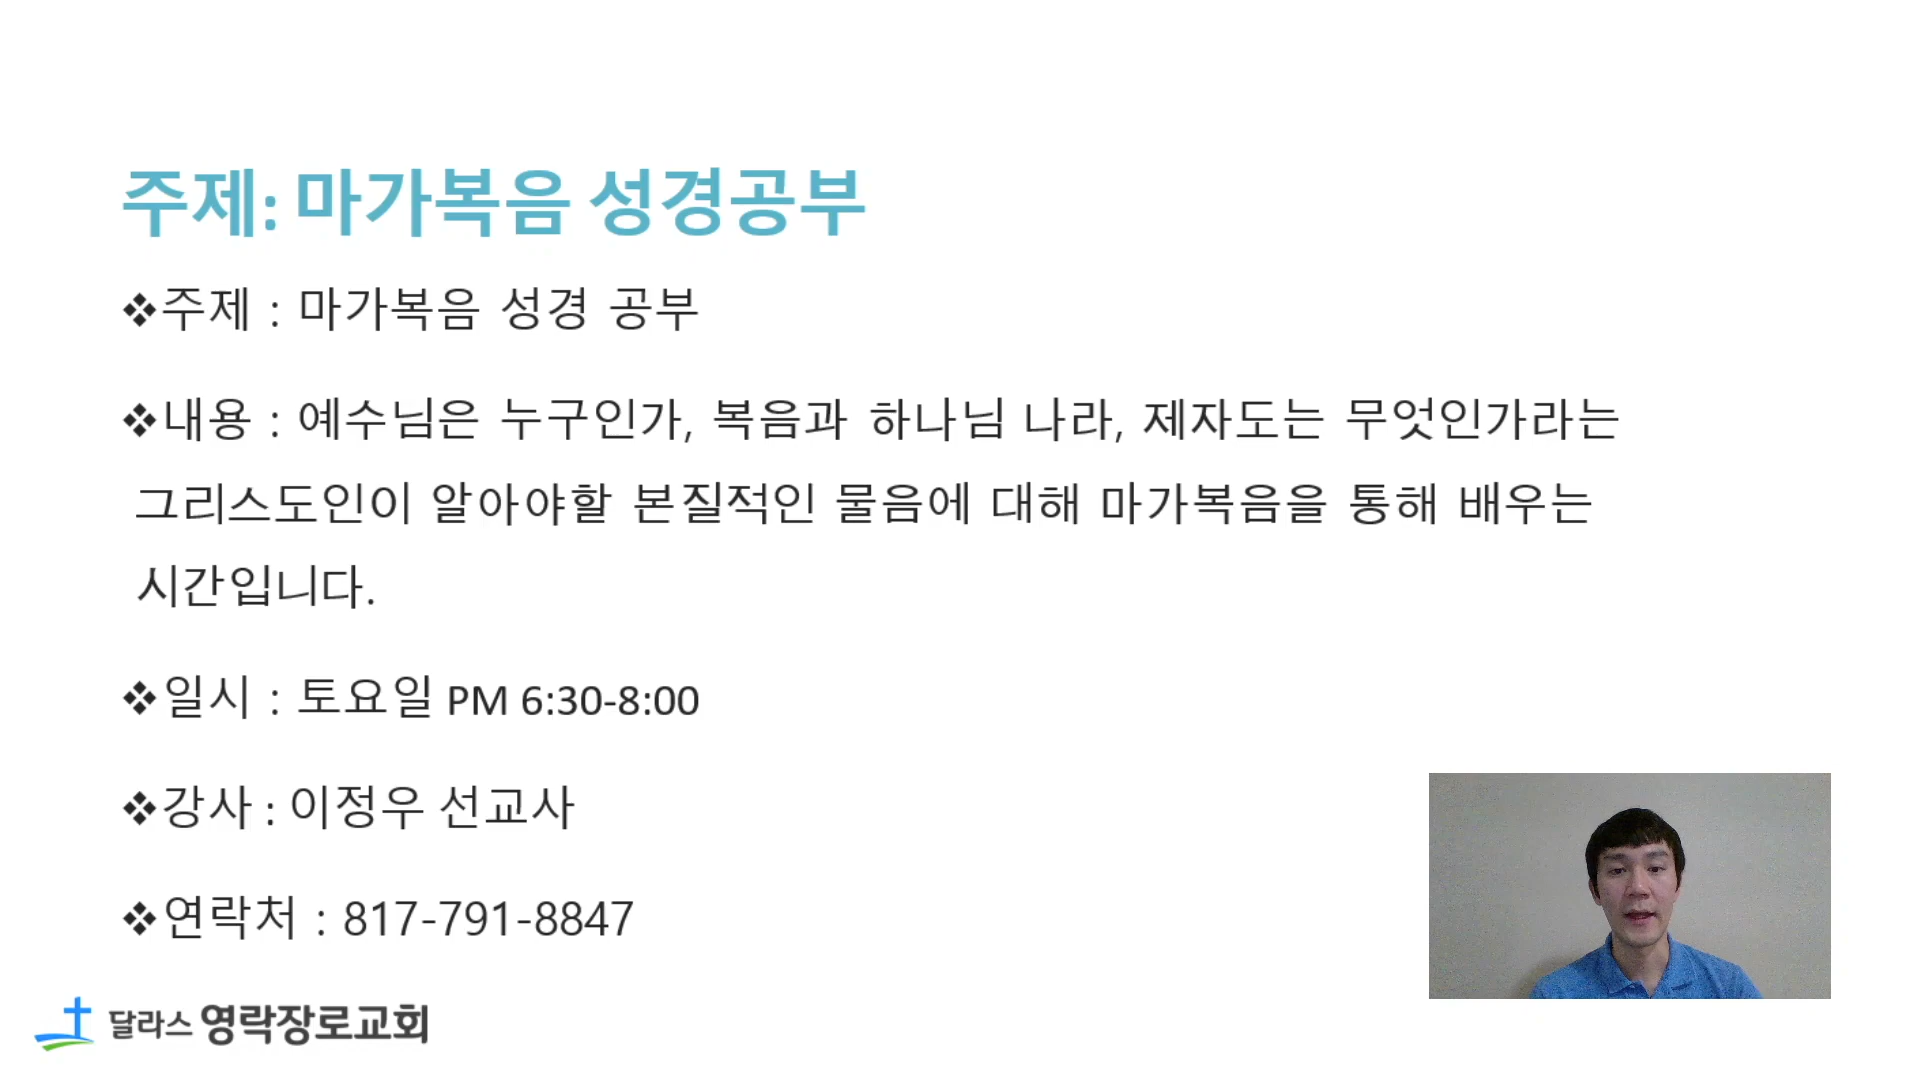 주제: 마가복음 성경공부
❖주제 : 마가복음 성경 공부
❖내용 : 예수님은 누구인가, 복음과 하나님 나라, 제자도는 무엇인가라는
그리스도인이 알아야할 본질적인 물음에 대해 마가복음을 통해 배우는
시간입니다.
❖일시 : 토요일 PM 6:30-8:00
❖강사 : 이정우 선교사
❖연락처 : 817-791-8847
달라스 영락장로교회